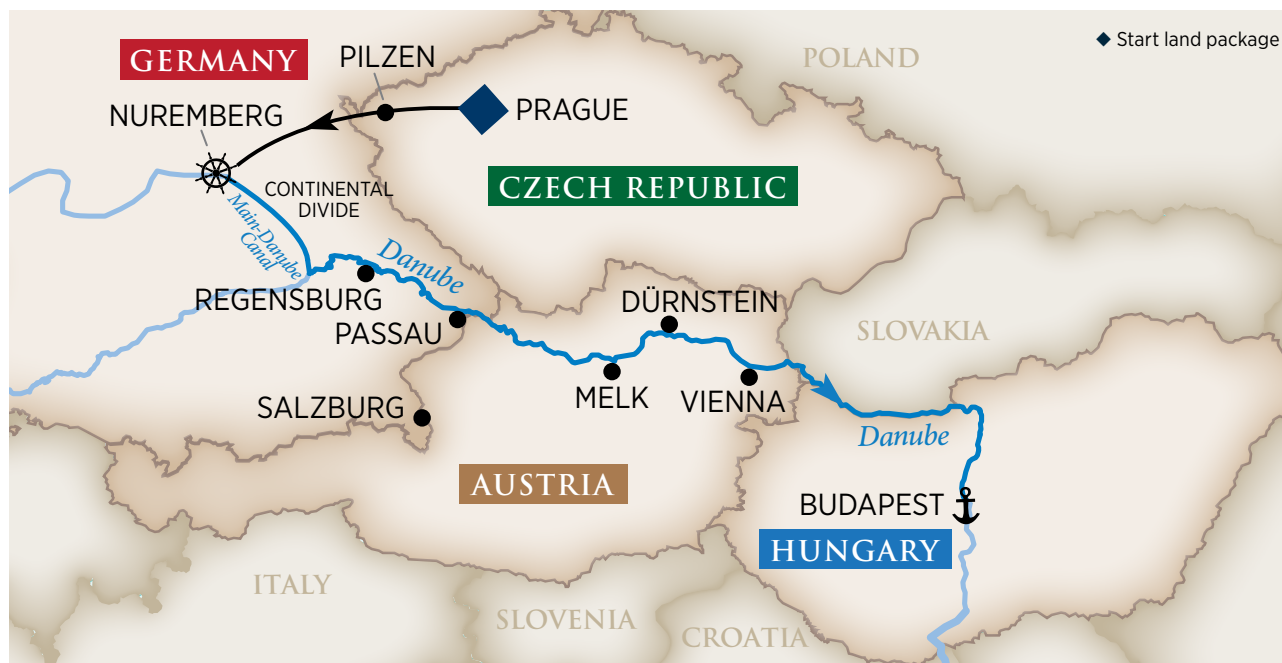 ◆ Start land package
POLAND
GERMANY
PILZEN
NUREMBERG
PRAGUE
CZECH REPUBLIC
CONTINENTAL
DIVIDE
Main-Danube
Canal
Danube
REGENSBURG
PASSAU
DÜRNSTEIN
SLOVAKIA
SALZBURG
MELK
VIENNA
Danube
AUSTRIA
BUDAPEST
HUNGARY
ITALY
SLOVENIA
CROATIA